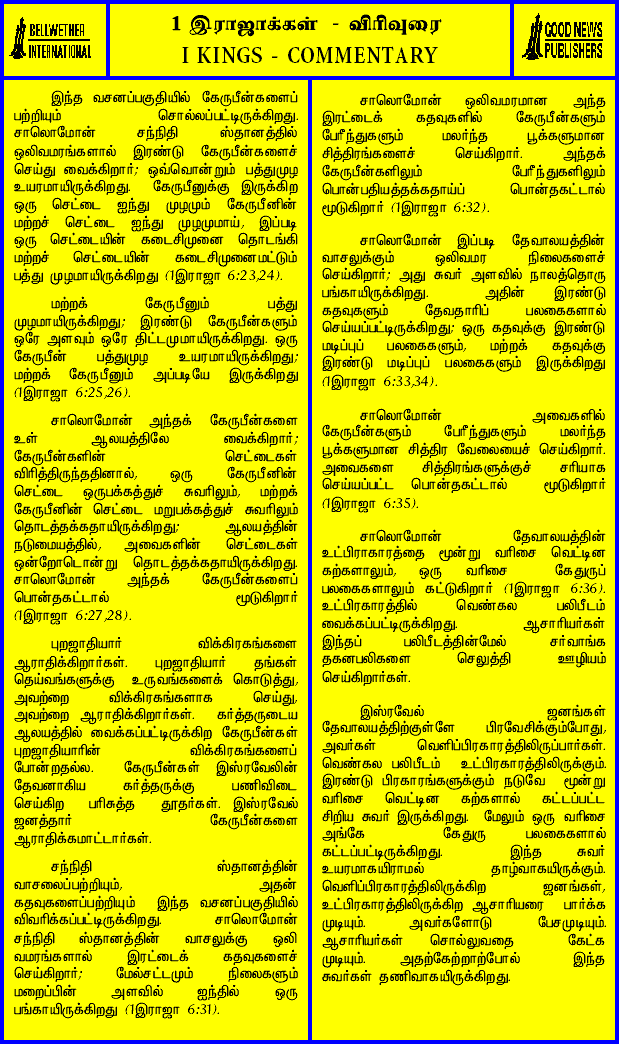 BELLWETHER
INTERNATIONAL
1 இராஜாக்கள் - விரிவுரை
I KINGS - COMMENTARY
GOOD NEWS
PUBLISHERS
இந்த வசனப்பகுதியில் கேருபீன்களைப்
பற்றியும் சொல்லப்பட்டிருக்கிறது.
சாலொமோன் சந்நிதி ஸ்தானத்தில்
ஒலிவமரங்களால் இரண்டு கேருபீன்களைச்
செய்து வைக்கிறார்; ஒவ்வொன்றும் பத்துமுழ
உயரமாயிருக்கிறது. கேருபீனுக்கு இருக்கிற
ஒரு செட்டை ஐந்து முழமும் கேருபீனின்
மற்றச் செட்டை ஐந்து முழமுமாய், இப்படி
ஒரு செட்டையின் கடைசிமுனை தொடங்கி
மற்றச் செட்டையின் கடைசிமுனைமட்டும்
பத்து முழமாயிருக்கிறது (1இராஜா 6:23,24).
மற்றக் கேருபீனும் பத்து
முழமாயிருக்கிறது; இரண்டு கேருபீன்களும்
ஒரே அளவும் ஒரே திட்டமுமாயிருக்கிறது. ஒரு
கேருபீன் பத்துமுழ உயரமாயிருக்கிறது;
மற்றக் கேருபீனும் அப்படியே இருக்கிறது
(1இராஜா 6:25,26).
சாலொமோன் அந்தக் கேருபீன்களை
உள் ஆலயத்திலே வைக்கிறார்;
கேருபீன்களின் செட்டைகள்
விரித்திருந்ததினால், ஒரு கேருபீனின்
செட்டை ஒருபக்கத்துச் சுவரிலும், மற்றக்
கேருபீனின் செட்டை மறுபக்கத்துச் சுவரிலும்
தொடத்தக்கதாயிருக்கிறது; ஆலயத்தின்
நடுமையத்தில், அவைகளின் செட்டைகள்
ஒன்றோடொன்று தொடத்தக்கதாயிருக்கிறது.
சாலொமோன் அந்தக் கேருபீன்களைப்
பொன்தகட்டால் மூடுகிறார்
(1இராஜா 6:27,28).
புறஜாதியார் விக்கிரகங்களை
ஆராதிக்கிறார்கள். புறஜாதியார் தங்கள்
தெய்வங்களுக்கு உருவங்களைக் கொடுத்து,
அவற்றை விக்கிரகங்களாக செய்து,
அவற்றை ஆராதிக்கிறார்கள். கர்த்தருடைய
ஆலயத்தில் வைக்கப்பட்டிருக்கிற கேருபீன்கள்
புறஜாதியாரின் விக்கிரகங்களைப்
போன்றதல்ல. கேருபீன்கள் இஸ்ரவேலின்
தேவனாகிய கர்த்தருக்கு பணிவிடை
செய்கிற பரிசுத்த தூதர்கள். இஸ்ரவேல்
ஜனத்தார் கேருபீன்களை
ஆராதிக்கமாட்டார்கள்.
சந்நிதி ஸ்தானத்தின்
வாசலைப்பற்றியும், அதன்
கதவுகளைப்பற்றியும் இந்த வசனப்பகுதியில்
விவரிக்கப்பட்டிருக்கிறது. சாலொமோன்
சந்நிதி ஸ்தானத்தின் வாசலுக்கு ஒலி
வமரங்களால் இரட்டைக் கதவுகளைச்
செய்கிறார்; மேல்சட்டமும் நிலைகளும்
மறைப்பின் அளவில் ஐந்தில் ஒரு
பங்காயிருக்கிறது (1இராஜா 6:31).
சாலொமோன் ஒலிவமரமான அந்த
இரட்டைக் கதவுகளில் கேருபீன்களும்
பேரீந்துகளும் மலர்ந்த பூக்களுமான
சித்திரங்களைச் செய்கிறார். அந்தக்
கேருபீன்களிலும் பேரீந்துகளிலும்
பொன்பதியத்தக்கதாய்ப் பொன்தகட்டால்
மூடுகிறார் (1இராஜா 6:32).
சாலொமோன் இப்படி தேவாலயத்தின்
வாசலுக்கும் ஒலிவமர நிலைகளைச்
செய்கிறார்; அது சுவர் அளவில் நாலத்தொரு
பங்காயிருக்கிறது. அதின் இரண்டு
கதவுகளும் தேவதாரிப் பலகைகளால்
செய்யப்பட்டிருக்கிறது; ஒரு கதவுக்கு இரண்டு
மடிப்புப் பலகைகளும், மற்றக் கதவுக்கு
இரண்டு மடிப்புப் பலகைகளும் இருக்கிறது
(1இராஜா 6:33,34).
சாலொமோன் அவைகளில்
கேருபீன்களும் பேரீந்துகளும் மலர்ந்த
பூக்களுமான சித்திர வேலையைச் செய்கிறார்.
அவைகளை சித்திரங்களுக்குச் சரியாக
செய்யப்பட்ட பொன்தகட்டால் மூடுகிறார்
(1இராஜா 6:35).
சாலொமோன் தேவாலயத்தின்
உட்பிராகாரத்தை மூன்று வரிசை வெட்டின
கற்களாலும், ஒரு வரிசை கேதுருப்
பலகைகளாலும் கட்டுகிறார் (1இராஜா 6:36).
உட்பிரகாரத்தில் வெண்கல பலிபீடம்
வைக்கப்பட்டிருக்கிறது. ஆசாரியர்கள்
இந்தப் பலிபீடத்தின்மேல் சர்வாங்க
தகனபலிகளை செலுத்தி ஊழியம்
செய்கிறார்கள்.
இஸ்ரவேல் ஜனங்கள்
தேவாலயத்திற்குள்ளே பிரவேசிக்கும்போது,
அவர்கள் வெளிப்பிரகாரத்திலிருப்பார்கள்.
வெண்கல பலிபீடம் உட்பிரகாரத்திலிருக்கும்.
இரண்டு பிரகாரங்களுக்கும் நடுவே மூன்று
வரிசை வெட்டின கற்களால் கட்டப்பட்ட
சிறிய சுவர் இருக்கிறது. மேலும் ஒரு வரிசை
அங்கே கேதுரு பலகைகளால்
கட்டப்பட்டிருக்கிறது. இந்த சுவர்
உயரமாகயிராமல் தாழ்வாகயிருக்கும்.
வெளிப்பிரகாரத்திலிருக்கிற ஜனங்கள்,
உட்பிரகாரத்திலிருக்கிற ஆசாரியரை பார்க்க
முடியும். அவர்களோடு பேசமுடியும்.
ஆசாரியர்கள் சொல்லுவதை கேட்க
முடியும். அதற்கேற்றாற்போல் இந்த
சுவர்கள் தணிவாகயிருக்கிறது.